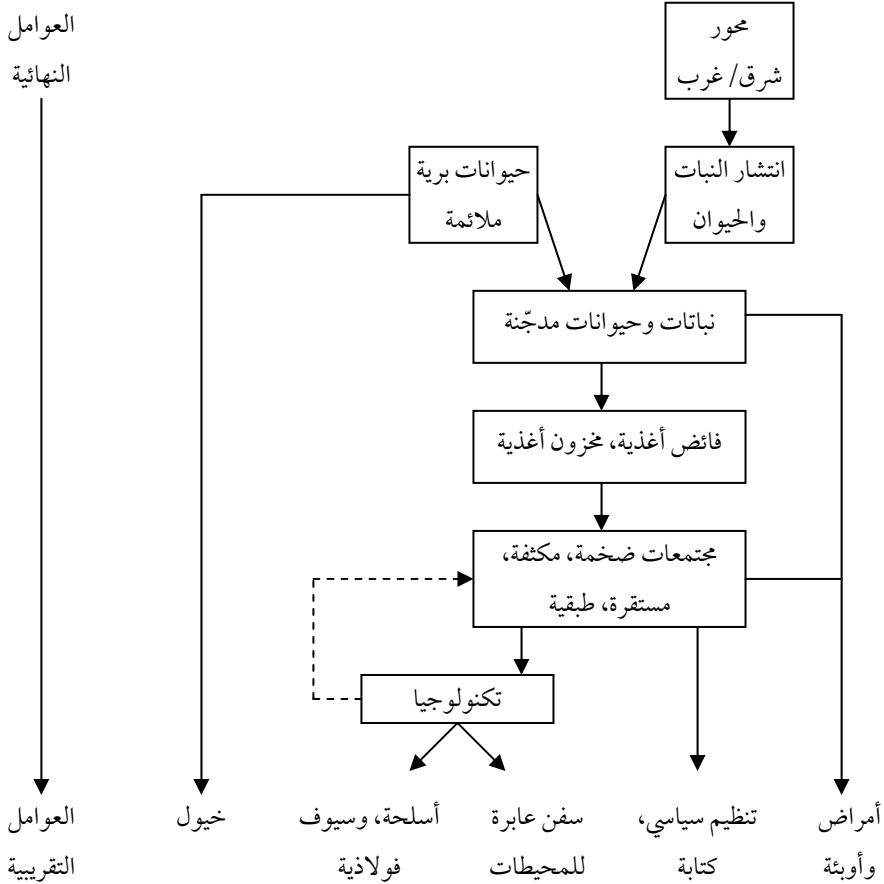 العوامل
النهائية
محور
شرق/ غرب
حيوانات برية
ملائمة
انتشار النبات
والحيوان
نباتات وحيوانات مدجّنة
فائض أغذية، مخزون أغذية
مجتمعات ضخمة، مكثفة،
مستقرة، طبقية
تكنولوجيا
أمراض
وأوبئة
تنظيم سياسي،
كتابة
سفن عابرة
للمحيطات
أسلحة، وسيوف
فولاذية
خيول
العوامل
التقريبية